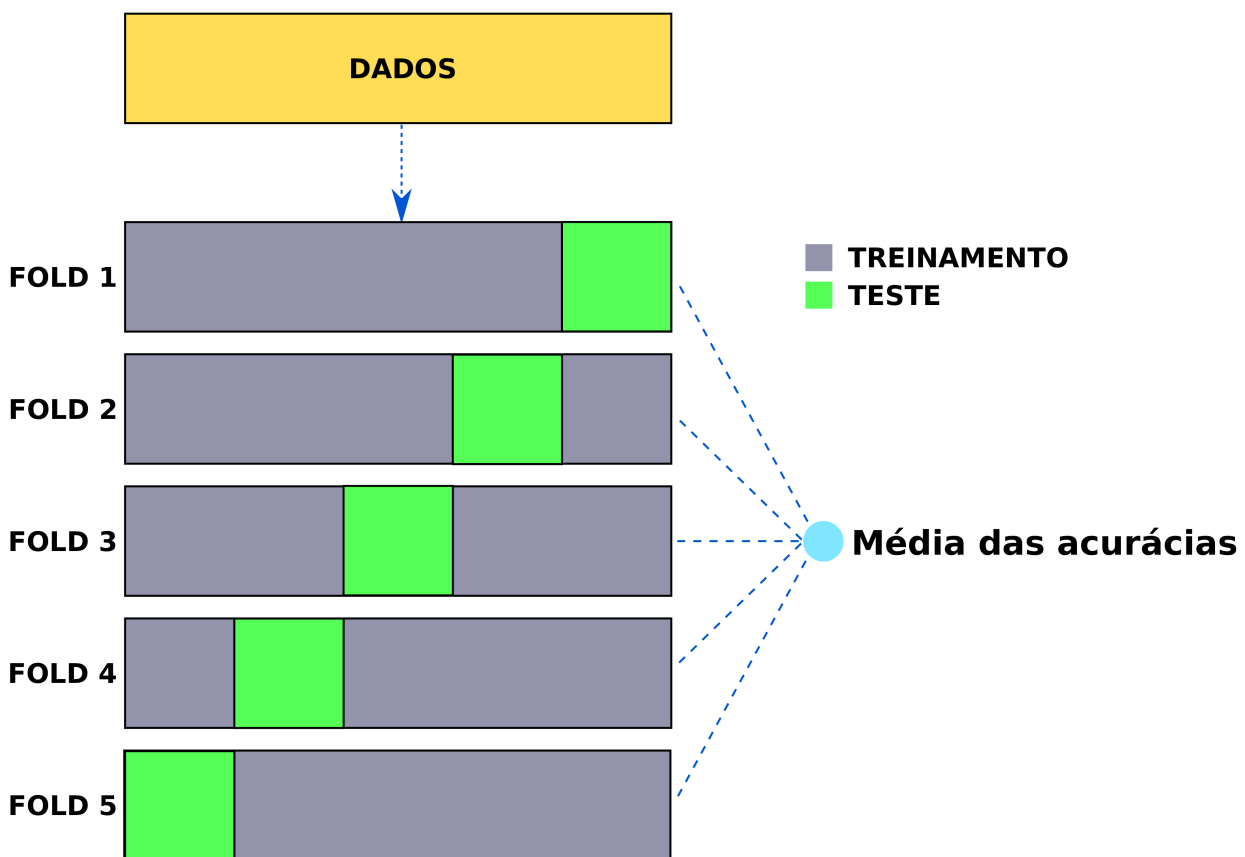 DADOS
FOLD 1
TREINAMENTO
TESTE
FOLD 2
FOLD 3
Média das acurácias
FOLD 4
FOLD 5